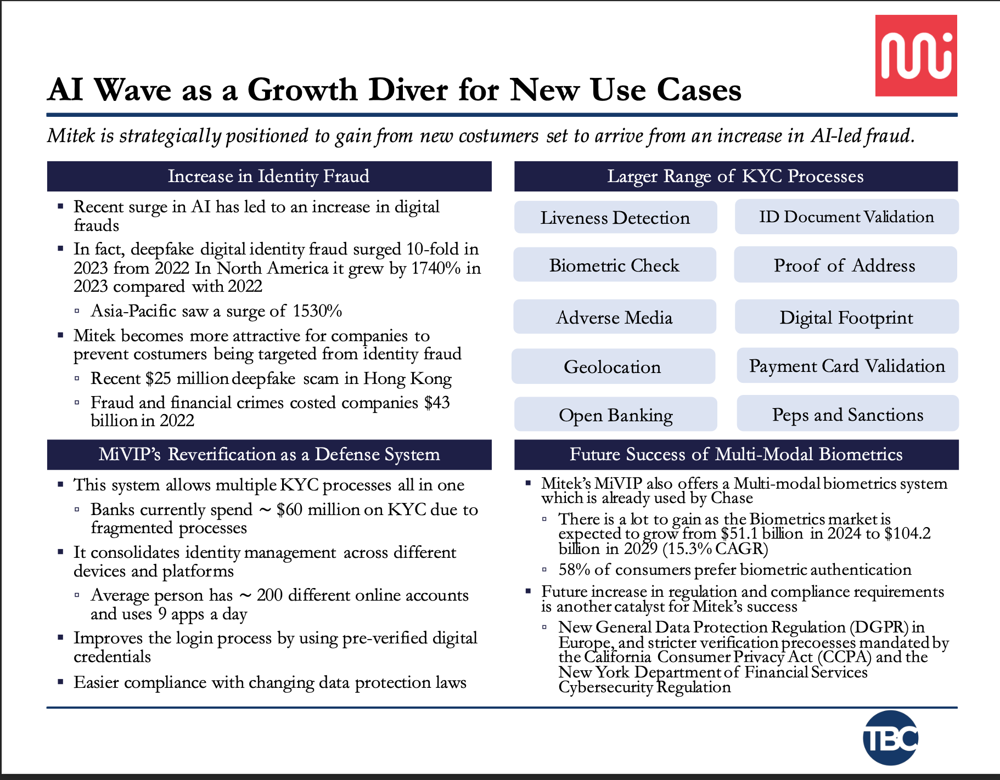 AI Wave as a Growth Diver for New Use Cases
Mitek is strategically positioned to gain from new costumers set to arrive from an increase in AI-led fraud.
Increase in Identity Fraud
Recent surge in AI has led to an increase in digital
frauds
In fact, deepfake digital identity fraud surged 10-fold in
2023 from 2022 In North America it grew by 1740% in
2023 compared with 2022
Asia-Pacific saw a surge of 1530%
Mitek becomes more attractive for companies to
prevent costumers being targeted from identity fraud
Recent $25 million deepfake scam in Hong Kong
Fraud and financial crimes costed companies $43
billion in 2022
Larger Range of KYC Processes
Liveness Detection
ID Document Validation
Biometric Check
Proof of Address
Adverse Media
Digital Footprint
Geolocation
Payment Card Validation
Open Banking
Peps and Sanctions
MiVIP's Reverification as a Defense System
This system allows multiple KYC processes all in one
Banks currently spend ~ $60 million on KYC due to
fragmented processes
It consolidates identity management across different
devices and platforms
Average person has ~ 200 different online accounts
and uses 9 apps a day
Improves the login process by using pre-verified digital
credentials
Easier compliance with changing data protection laws
Future Success of Multi-Modal Biometrics
Mitek's MiVIP also offers a Multi-modal biometrics system
which is already used by Chase
There is a lot to gain as the Biometrics market is
expected to grow from $51.1 billion in 2024 to $104.2
billion in 2029 (15.3% CAGR)
58% of consumers prefer biometric authentication
Future increase in regulation and compliance requirements
is another catalyst for Mitek's success
New General Data Protection Regulation (DGPR) in
Europe, and stricter verification precoesses mandated by
the California Consumer Privacy Act (CCPA) and the
New York Department of Financial Services
Cybersecurity Regulation
TBC